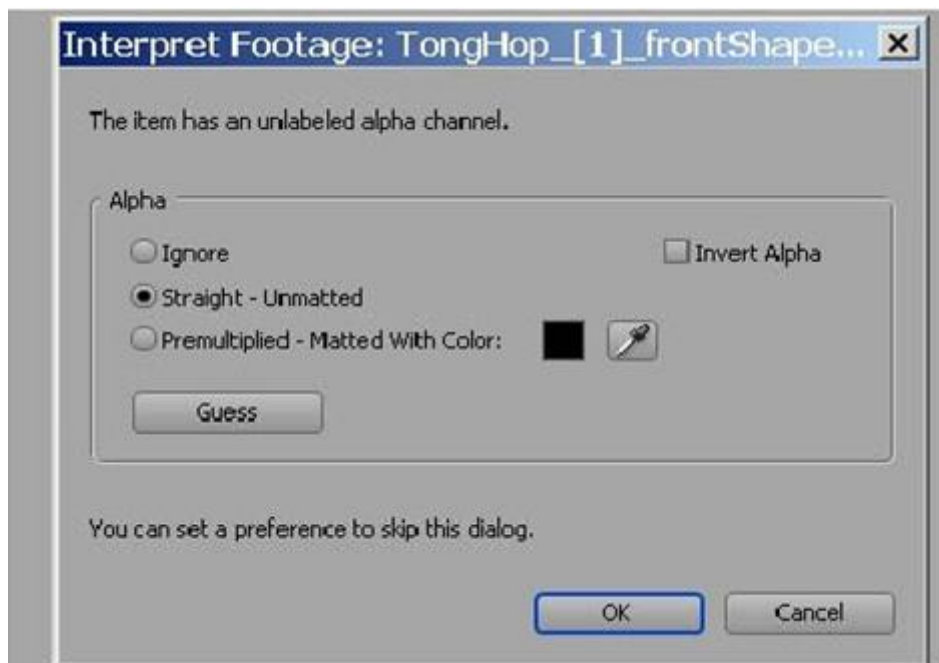 Interpret Footage: TongHop_[1]_frontShape...
The item has an unlabeled alpha channel.
Alpha
Ignore
Invert Alpha
Straight - Unmatted
Premultiplied - Matted With Color:
Guess
You can set a preference to skip this dialog.
OK
Cancel